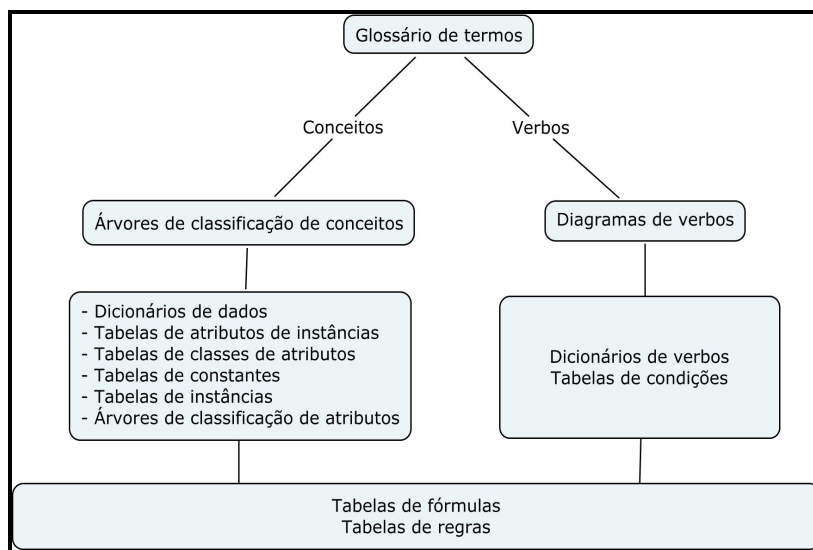 Glossário de termos
Conceitos
Verbos
Árvores de classificação de conceitos
Diagramas de verbos
- Dicionários de dados
- Tabelas de atributos de instâncias
- Tabelas de classes de atributos
- Tabelas de constantes
- Tabelas de instâncias
- Árvores de classificação de atributos
Dicionários de verbos
Tabelas de condições
Tabelas de fórmulas
Tabelas de regras